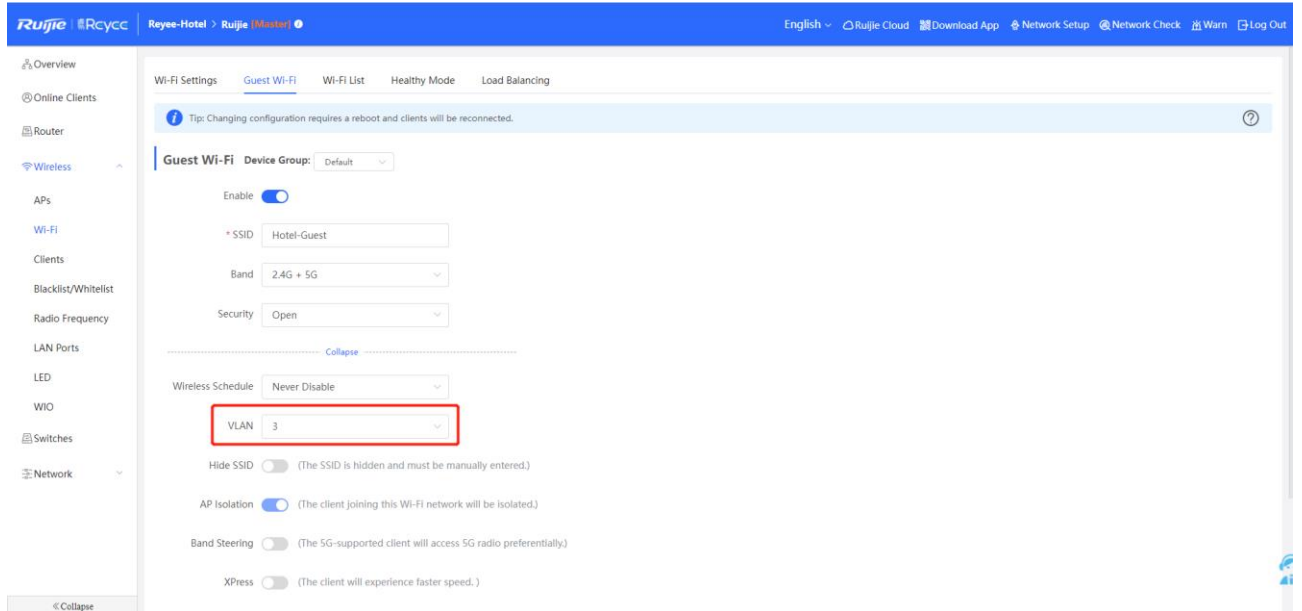 Ruijie Rcycc Reyee-Hotel > Ruijie [Master] English Ruijie Cloud Download App Network Setup Network Check Warn Log Out
Overview
Online Clients
Router
Wireless
APs
Wi-Fi
Clients
Blacklist/Whitelist
Radio Frequency
LAN Ports
LED
WIO
Switches
Network
« Collapse
Wi-Fi Settings Guest Wi-Fi Wi-Fi List Healthy Mode Load Balancing
Tip: Changing configuration requires a reboot and clients will be reconnected.
Guest Wi-Fi Device Group: Default
Enable
* SSID Hotel-Guest
Band 2.4G + 5G
Security Open
Collapse
Wireless Schedule Never Disable
VLAN 3
Hide SSID (The SSID is hidden and must be manually entered.)
AP Isolation (The client joining this Wi-Fi network will be isolated.)
Band Steering (The 5G-supported client will access 5G radio preferentially.)
XPress (The client will experience faster speed. )